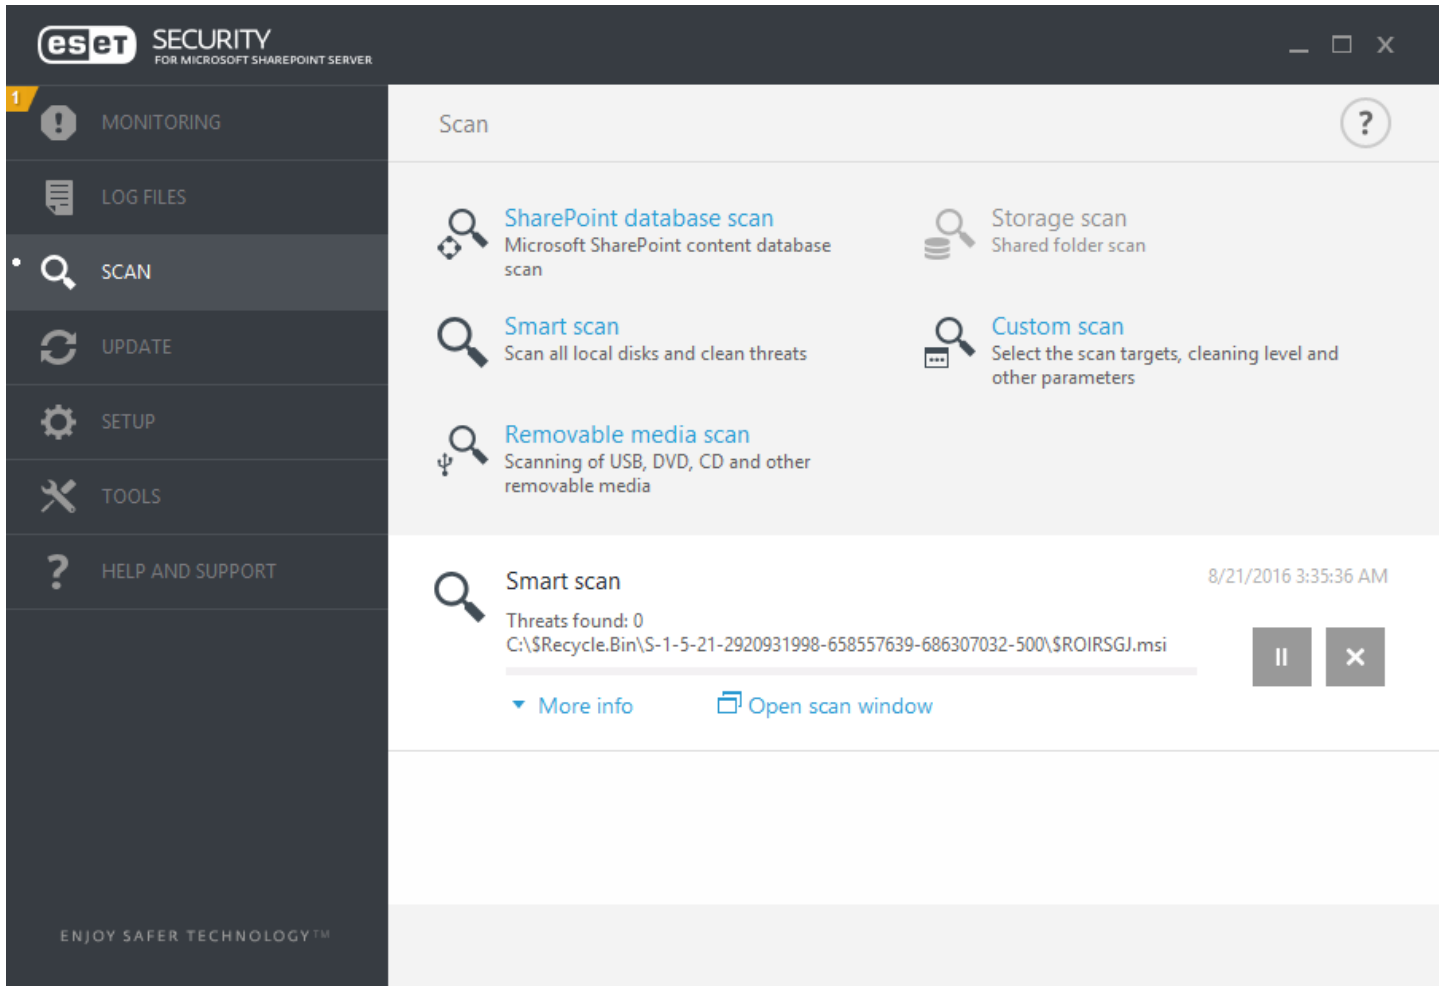 eset SECURITY
FOR MICROSOFT SHAREPOINT SERVER
1
MONITORING
LOG FILES
SCAN
UPDATE
SETUP
TOOLS
HELP AND SUPPORT
ENJOY SAFER TECHNOLOGY™
Scan
?
SharePoint database scan
Microsoft SharePoint content database
scan
Storage scan
Shared folder scan
Smart scan
Scan all local disks and clean threats
Custom scan
Select the scan targets, cleaning level and
other parameters
Removable media scan
Scanning of USB, DVD, CD and other
removable media
Smart scan
8/21/2016 3:35:36 AM
Threats found: 0
C:\$Recycle.Bin\S-1-5-21-2920931998-658557639-686307032-500\$ROIRSGJ.msi
More info
Open scan window